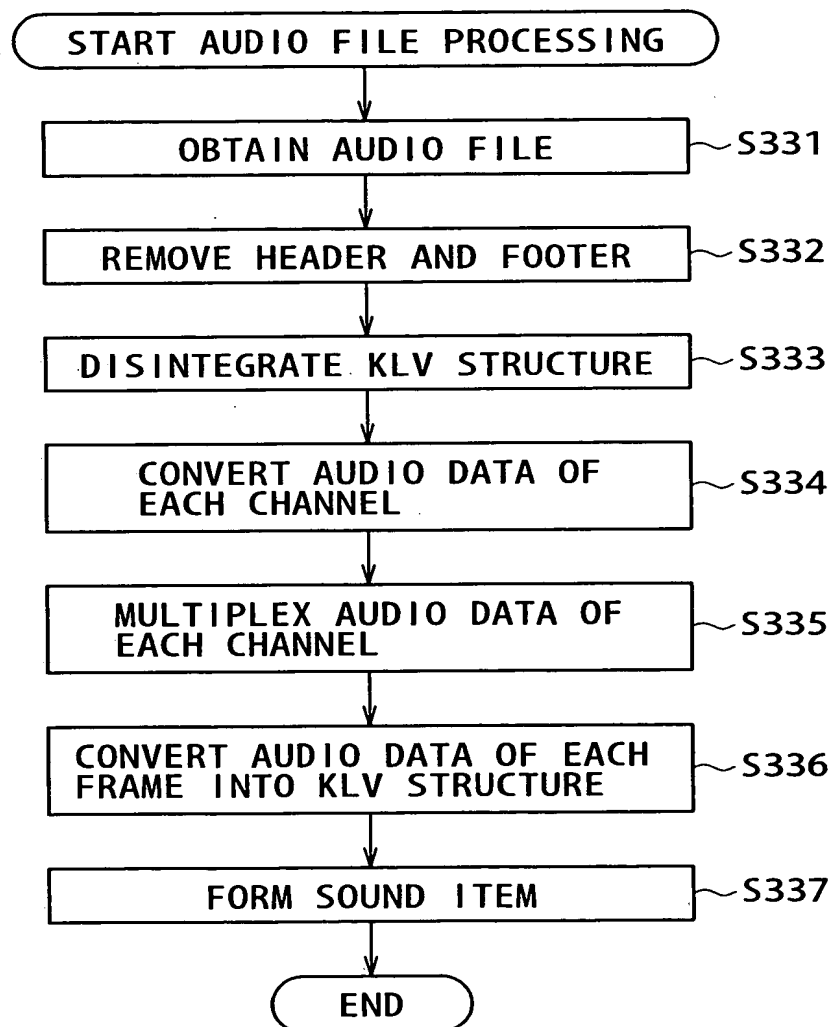 START AUDIO FILE PROCESSING
OBTAIN AUDIO FILE
S331
REMOVE HEADER AND FOOTER
S332
DISINTEGRATE KLV STRUCTURE
S333
CONVERT AUDIO DATA OF
EACH CHANNEL
S334
MULTIPLEX AUDIO DATA OF
EACH CHANNEL
S335
CONVERT AUDIO DATA OF EACH
FRAME INTO KLV STRUCTURE
S336
FORM SOUND ITEM
S337
END